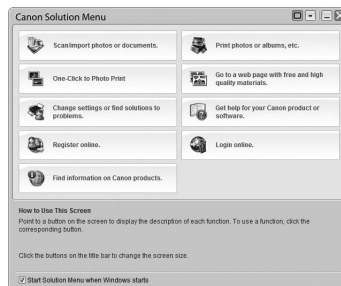 Canon Solution Menu
Scan/import photos or documents.
Print photos or albums, etc.
One-Click to Photo Print
Go to a web page with free and high
quality materials.
Change settings or find solutions to
problems.
Get help for your Canon product or
software.
Register online.
Login online.
Find information on Canon products.
How to Use This Screen
Point to a button on the screen to display the description of each function. To use a function, click the
corresponding button.
Click the buttons on the title bar to change the screen size.
Start Solution Menu when Windows starts